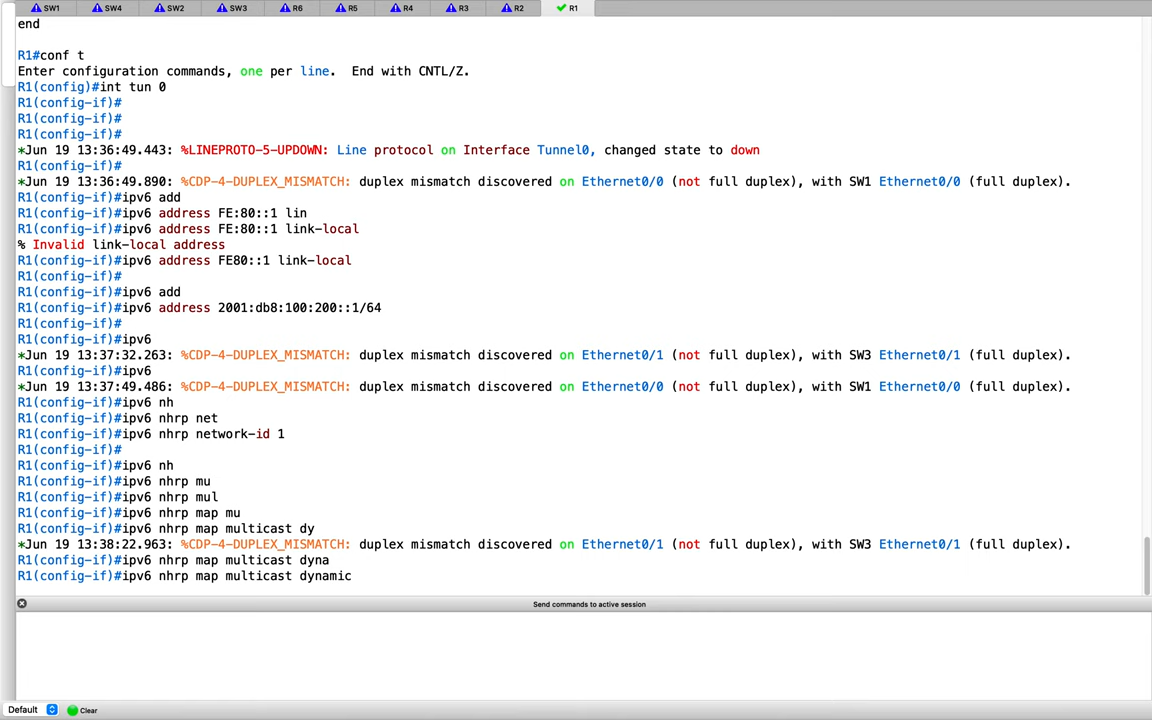 SW1 SW4 SW2 SW3 R6 R5 R4 R3 R2 R1
end
R1#conf t
Enter configuration commands, one per line.  End with CNTL/Z.
R1(config)#int tun 0
R1(config-if)#
R1(config-if)#
R1(config-if)#
*Jun 19 13:36:49.443: %LINEPROTO-5-UPDOWN: Line protocol on Interface Tunnel0, changed state to down
R1(config-if)#
*Jun 19 13:36:49.890: %CDP-4-DUPLEX_MISMATCH: duplex mismatch discovered on Ethernet0/0 (not full duplex), with SW1 Ethernet0/0 (full duplex).
R1(config-if)#ipv6 add
R1(config-if)#ipv6 address FE:80::1 lin
R1(config-if)#ipv6 address FE:80::1 link-local
% Invalid link-local address
R1(config-if)#ipv6 address FE80::1 link-local
R1(config-if)#
R1(config-if)#ipv6 add
R1(config-if)#ipv6 address 2001:db8:100:200::1/64
R1(config-if)#
R1(config-if)#ipv6
*Jun 19 13:37:32.263: %CDP-4-DUPLEX_MISMATCH: duplex mismatch discovered on Ethernet0/1 (not full duplex), with SW3 Ethernet0/1 (full duplex).
R1(config-if)#ipv6
*Jun 19 13:37:49.486: %CDP-4-DUPLEX_MISMATCH: duplex mismatch discovered on Ethernet0/0 (not full duplex), with SW1 Ethernet0/0 (full duplex).
R1(config-if)#ipv6 nh
R1(config-if)#ipv6 nhrp net
R1(config-if)#ipv6 nhrp network-id 1
R1(config-if)#
R1(config-if)#ipv6 nh
R1(config-if)#ipv6 nhrp mu
R1(config-if)#ipv6 nhrp mul
R1(config-if)#ipv6 nhrp map mu
R1(config-if)#ipv6 nhrp map multicast dy
*Jun 19 13:38:22.963: %CDP-4-DUPLEX_MISMATCH: duplex mismatch discovered on Ethernet0/1 (not full duplex), with SW3 Ethernet0/1 (full duplex).
R1(config-if)#ipv6 nhrp map multicast dyna
R1(config-if)#ipv6 nhrp map multicast dynamic
Send commands to active session
Default Clear